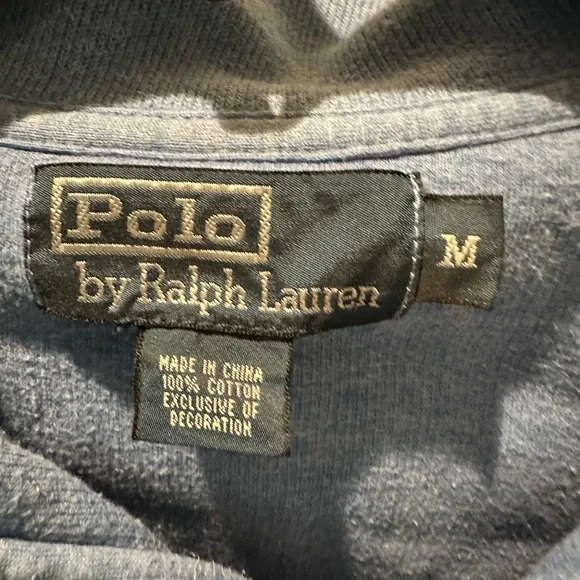 Polo
by Ralph Lauren
M
MADE IN CHINA
100% COTTON
EXCLUSIVE OF
DECORATION